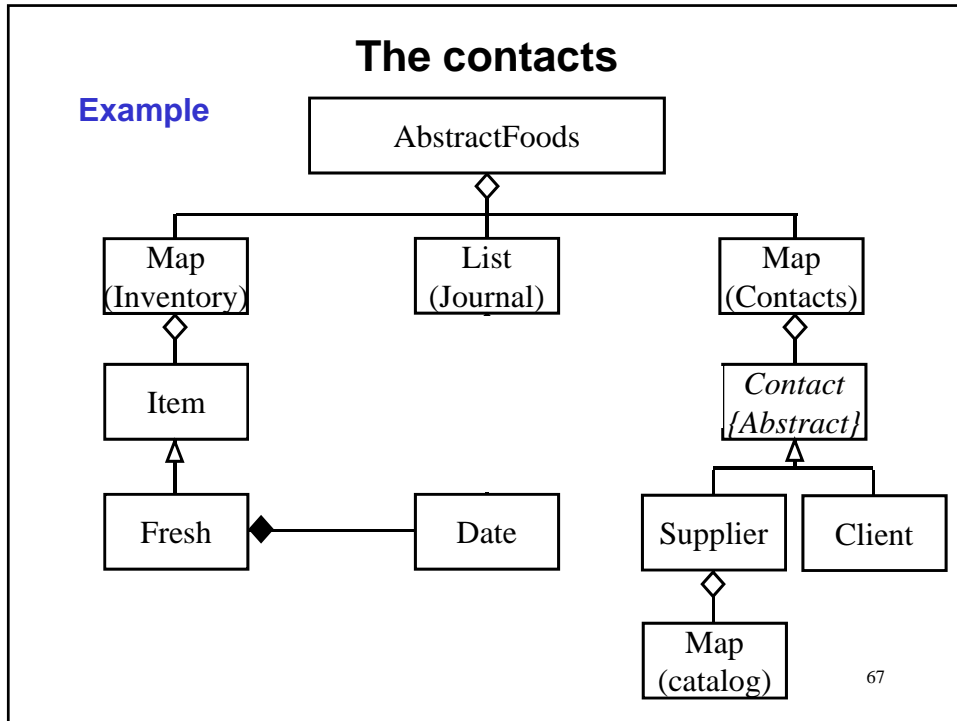 The contacts
Example
AbstractFoods
Map
(Inventory)
List
(Journal)
Map
(Contacts)
Item
Contact
{Abstract}
Fresh
Date
Supplier
Client
Map
(catalog)
67